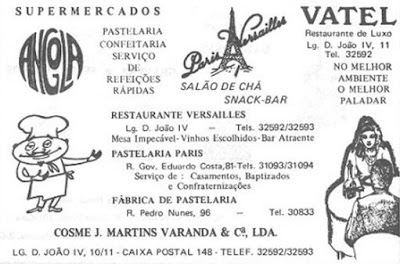 SUPERMERCADOS
ANGOLA
PASTELARIA
CONFEITARIA
SERVIÇO
DE
REFEIÇÕES
RÁPIDAS
Paris Versailles
SALÃO DE CHÁ
SNACK-BAR
VATEL
Restaurante de Luxo
Lg. D. João IV, 11
Tel. 32592
NO MELHOR
AMBIENTE
O MELHOR
PALADAR
RESTAURANTE VERSAILLES
Lg. D. João IV – Tels. 32592/32593
Mesa Impecável-Vinhos Escolhidos-Bar Atraente
PASTELARIA PARIS
R. Gov. Eduardo Costa, 81-Tels. 31093/31094
Serviço de : Casamentos, Baptizados
e Confraternizações
FÁBRICA DE PASTELARIA
R. Pedro Nunes, 96 – Tel. 30833
COSME J. MARTINS VARANDA & Cª, LDA.
LG. D. JOÃO IV, 10/11 - CAIXA POSTAL 148 - TELEF. 32592/32593